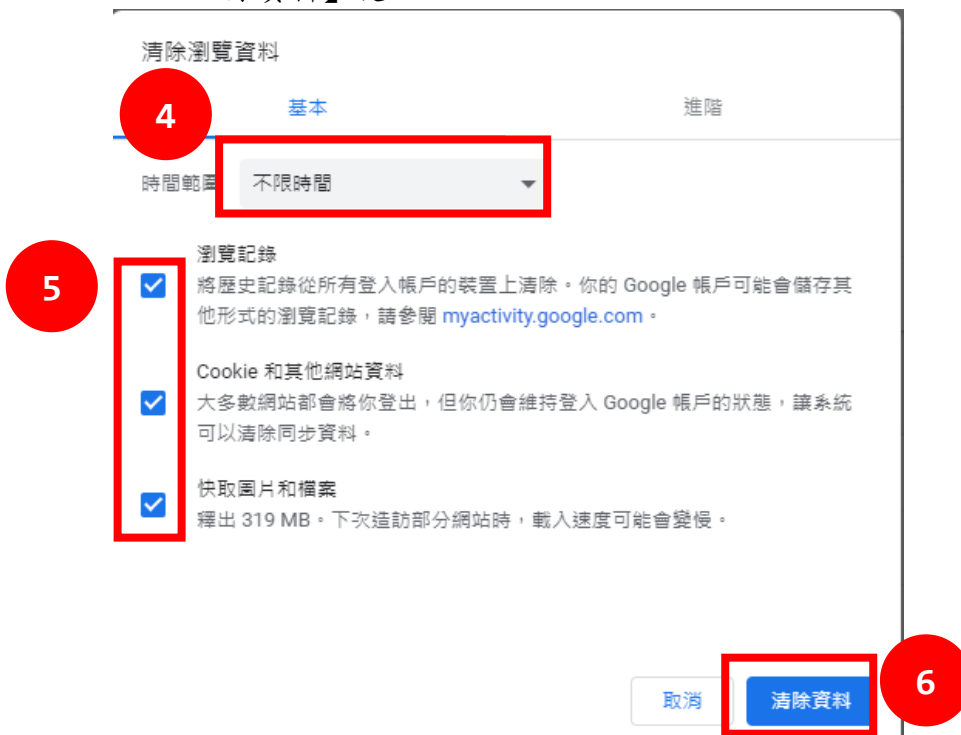 清除瀏覽資料
4
基本 進階
時間範圍 不限時間
瀏覽記錄
5
將歷史記錄從所有登入帳戶的裝置上清除。你的 Google 帳戶可能會儲存其
他形式的瀏覽記錄，請參閱 myactivity.google.com。
Cookie 和其他網站資料
大多數網站都會將你登出，但你仍會維持登入 Google 帳戶的狀態，讓系統
可以清除同步資料。
快取圖片和檔案
釋出 319 MB。下次造訪部分網站時，載入速度可能會變慢。
取消 清除資料
6